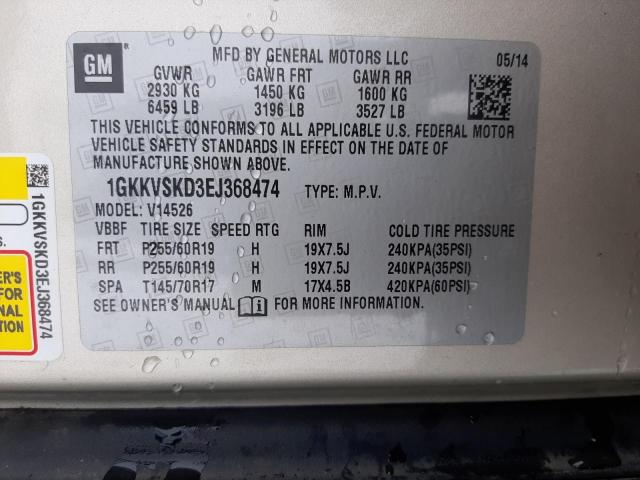 GM
MFD BY GENERAL MOTORS LLC 05/14
GVWR GAWR FRT GAWR RR
2930 KG 1450 KG 1600 KG
6459 LB 3196 LB 3527 LB
THIS VEHICLE CONFORMS TO ALL APPLICABLE U.S. FEDERAL MOTOR
VEHICLE SAFETY STANDARDS IN EFFECT ON THE DATE OF
MANUFACTURE SHOWN ABOVE.
1GKKVSKD3EJ368474 TYPE: M.P.V.
MODEL: V14526
VBBF TIRE SIZE SPEED RTG RIM COLD TIRE PRESSURE
FRT P255/60R19 H 19X7.5J 240KPA(35PSI)
RR P255/60R19 H 19X7.5J 240KPA(35PSI)
SPA T145/70R17 M 17X4.5B 420KPA(60PSI)
SEE OWNER'S MANUAL FOR MORE INFORMATION.
1GKKVSKD3EJ368474
S.
ER'S
FOR
NAL
ION